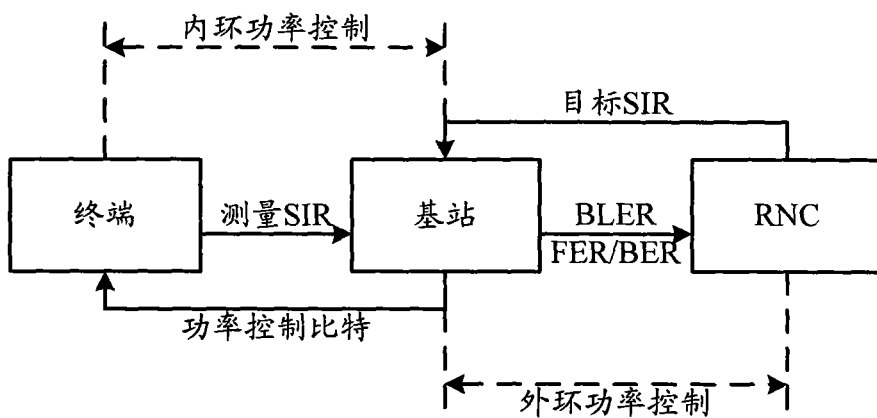 内环功率控制
目标SIR
终端
测量SIR
基站
BLER
FER/BER
RNC
功率控制比特
外环功率控制